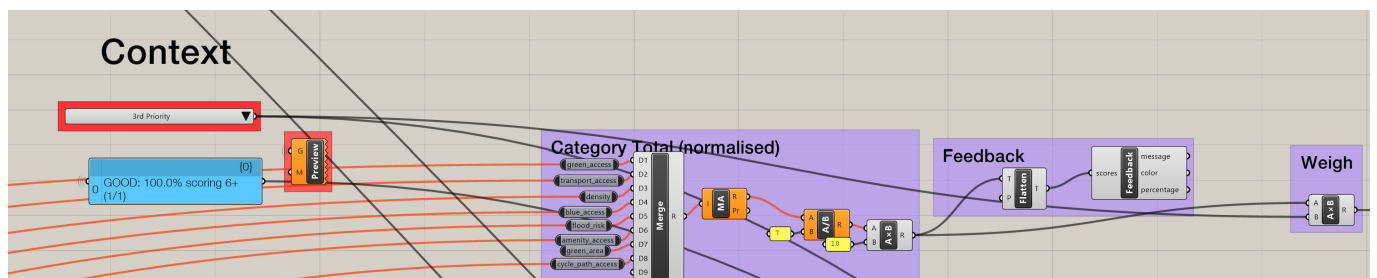 Context
3rd Priority
{0}
0 GOOD: 100.0% scoring 6+
(1/1)
G
M
Preview
Category Total (normalised)
green_access
transport_access
density
blue_access
flood_risk
amenity_access
green_area
cycle_path_access
D1
D2
D3
D4
D5
D6
D7
D8
D9
Merge
R
I
MA
R
Pr
7
A
B
A/B
R
10
A
B
A×B
R
Feedback
T
P
Flatten
T
scores
Feedback
message
color
percentage
Weigh
A
B
A×B
R